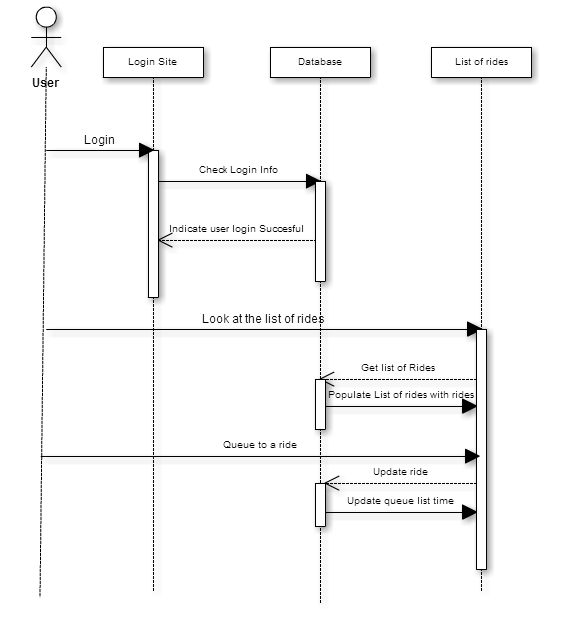 User
Login Site
Database
List of rides
Login
Check Login Info
Indicate user login Succesful
Look at the list of rides
Get list of Rides
Populate List of rides with rides
Queue to a ride
Update ride
Update queue list time